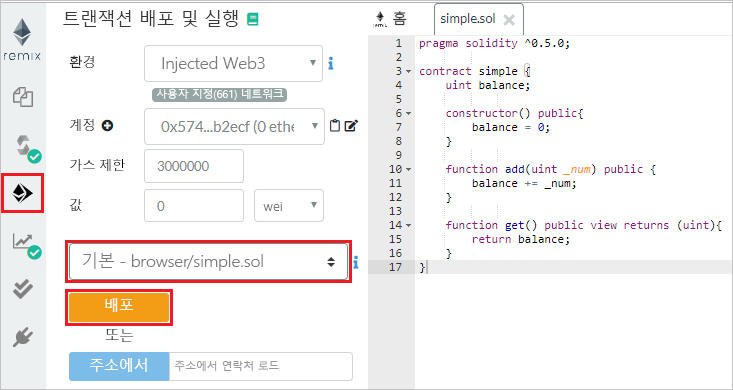 remix
트랜잭션 배포 및 실행
환경
Injected Web3
사용자 지정(661) 네트워크
계정
0x574...b2ecf (0 ethe
가스 제한
3000000
값
0
wei
기본 - browser/simple.sol
배포
또는
주소에서
주소에서 연락처 로드
홈
simple.sol
1 pragma solidity ^0.5.0;
2
3 contract simple {
4 uint balance;
5
6 constructor() public{
7 balance = 0;
8 }
9
10 function add(uint _num) public {
11 balance += _num;
12 }
13
14 function get() public view returns (uint){
15 return balance;
16 }
17 }